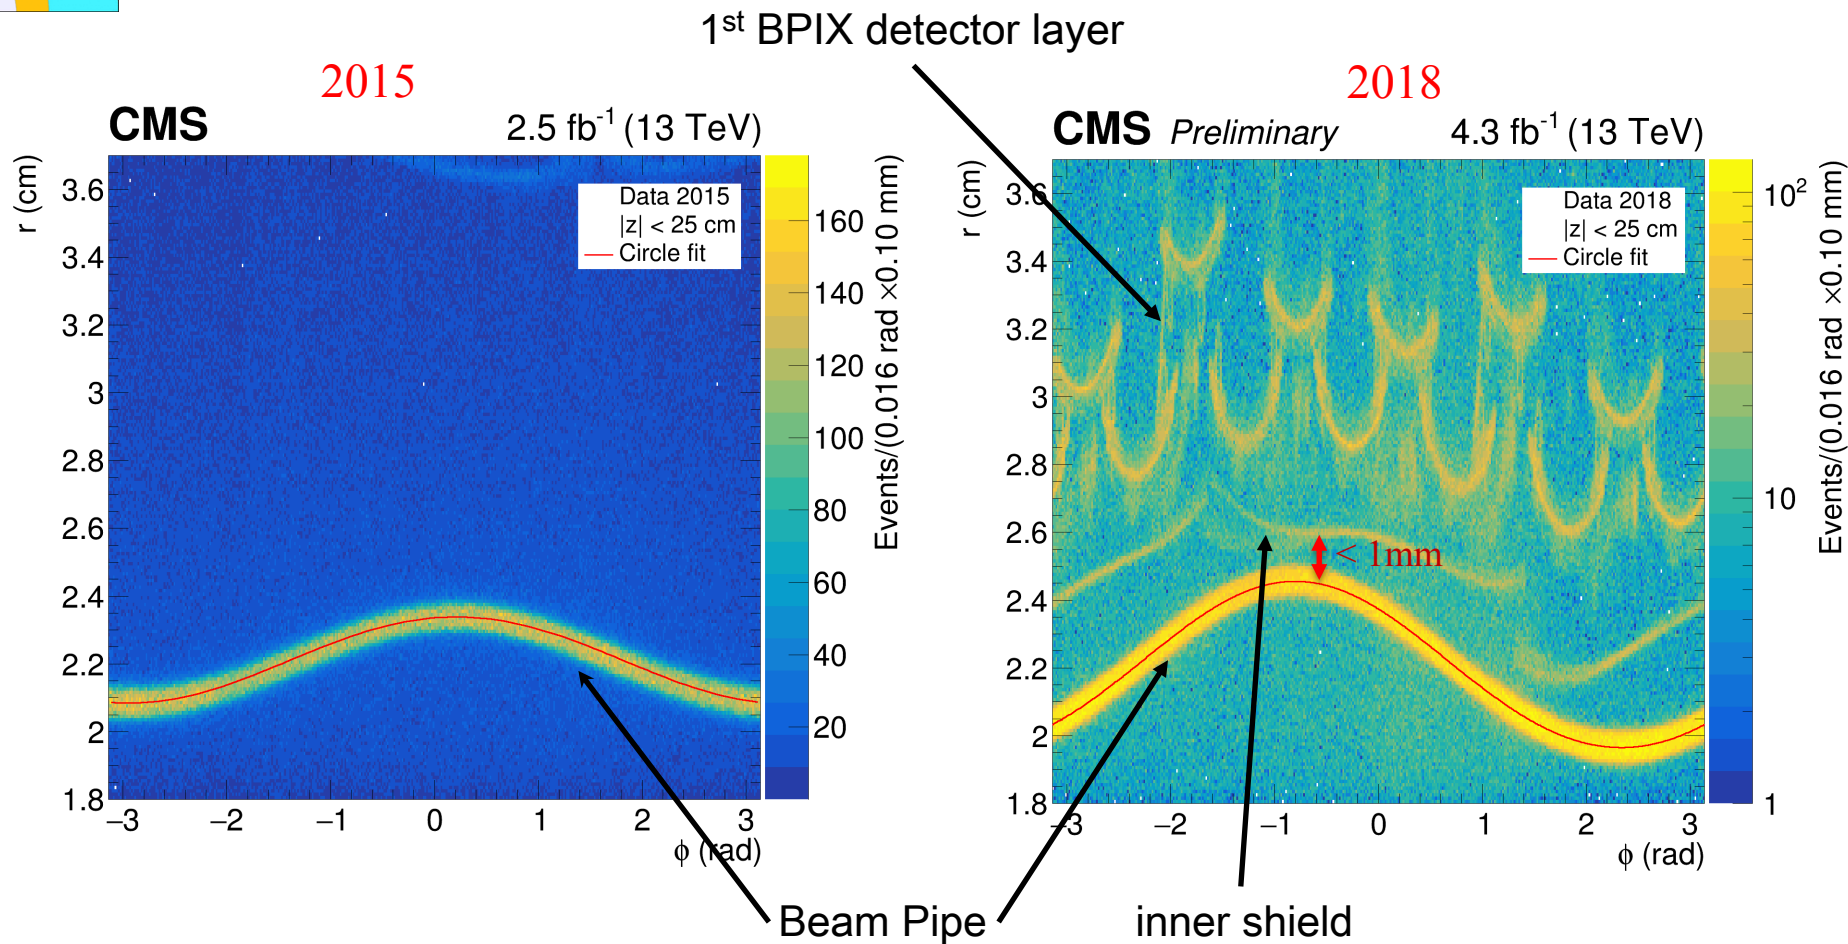 1st BPIX detector layer
2015
CMS 2.5 fb-1 (13 TeV)
r (cm)
3.6
3.4
3.2
3
2.8
2.6
2.4
2.2
2
1.8
Data 2015
|z| < 25 cm
Circle fit
−3 −2 −1 0 1 2 3
ϕ (rad)
160
140
120
100
80
60
40
20
Events/(0.016 rad ×0.10 mm)
2018
CMS Preliminary 4.3 fb-1 (13 TeV)
r (cm)
3.6
3.4
3.2
3
2.8
2.6
2.4
2.2
2
1.8
Data 2018
|z| < 25 cm
Circle fit
< 1mm
−3 −2 −1 0 1 2 3
ϕ (rad)
102
10
1
Events/(0.016 rad ×0.10 mm)
Beam Pipe
inner shield